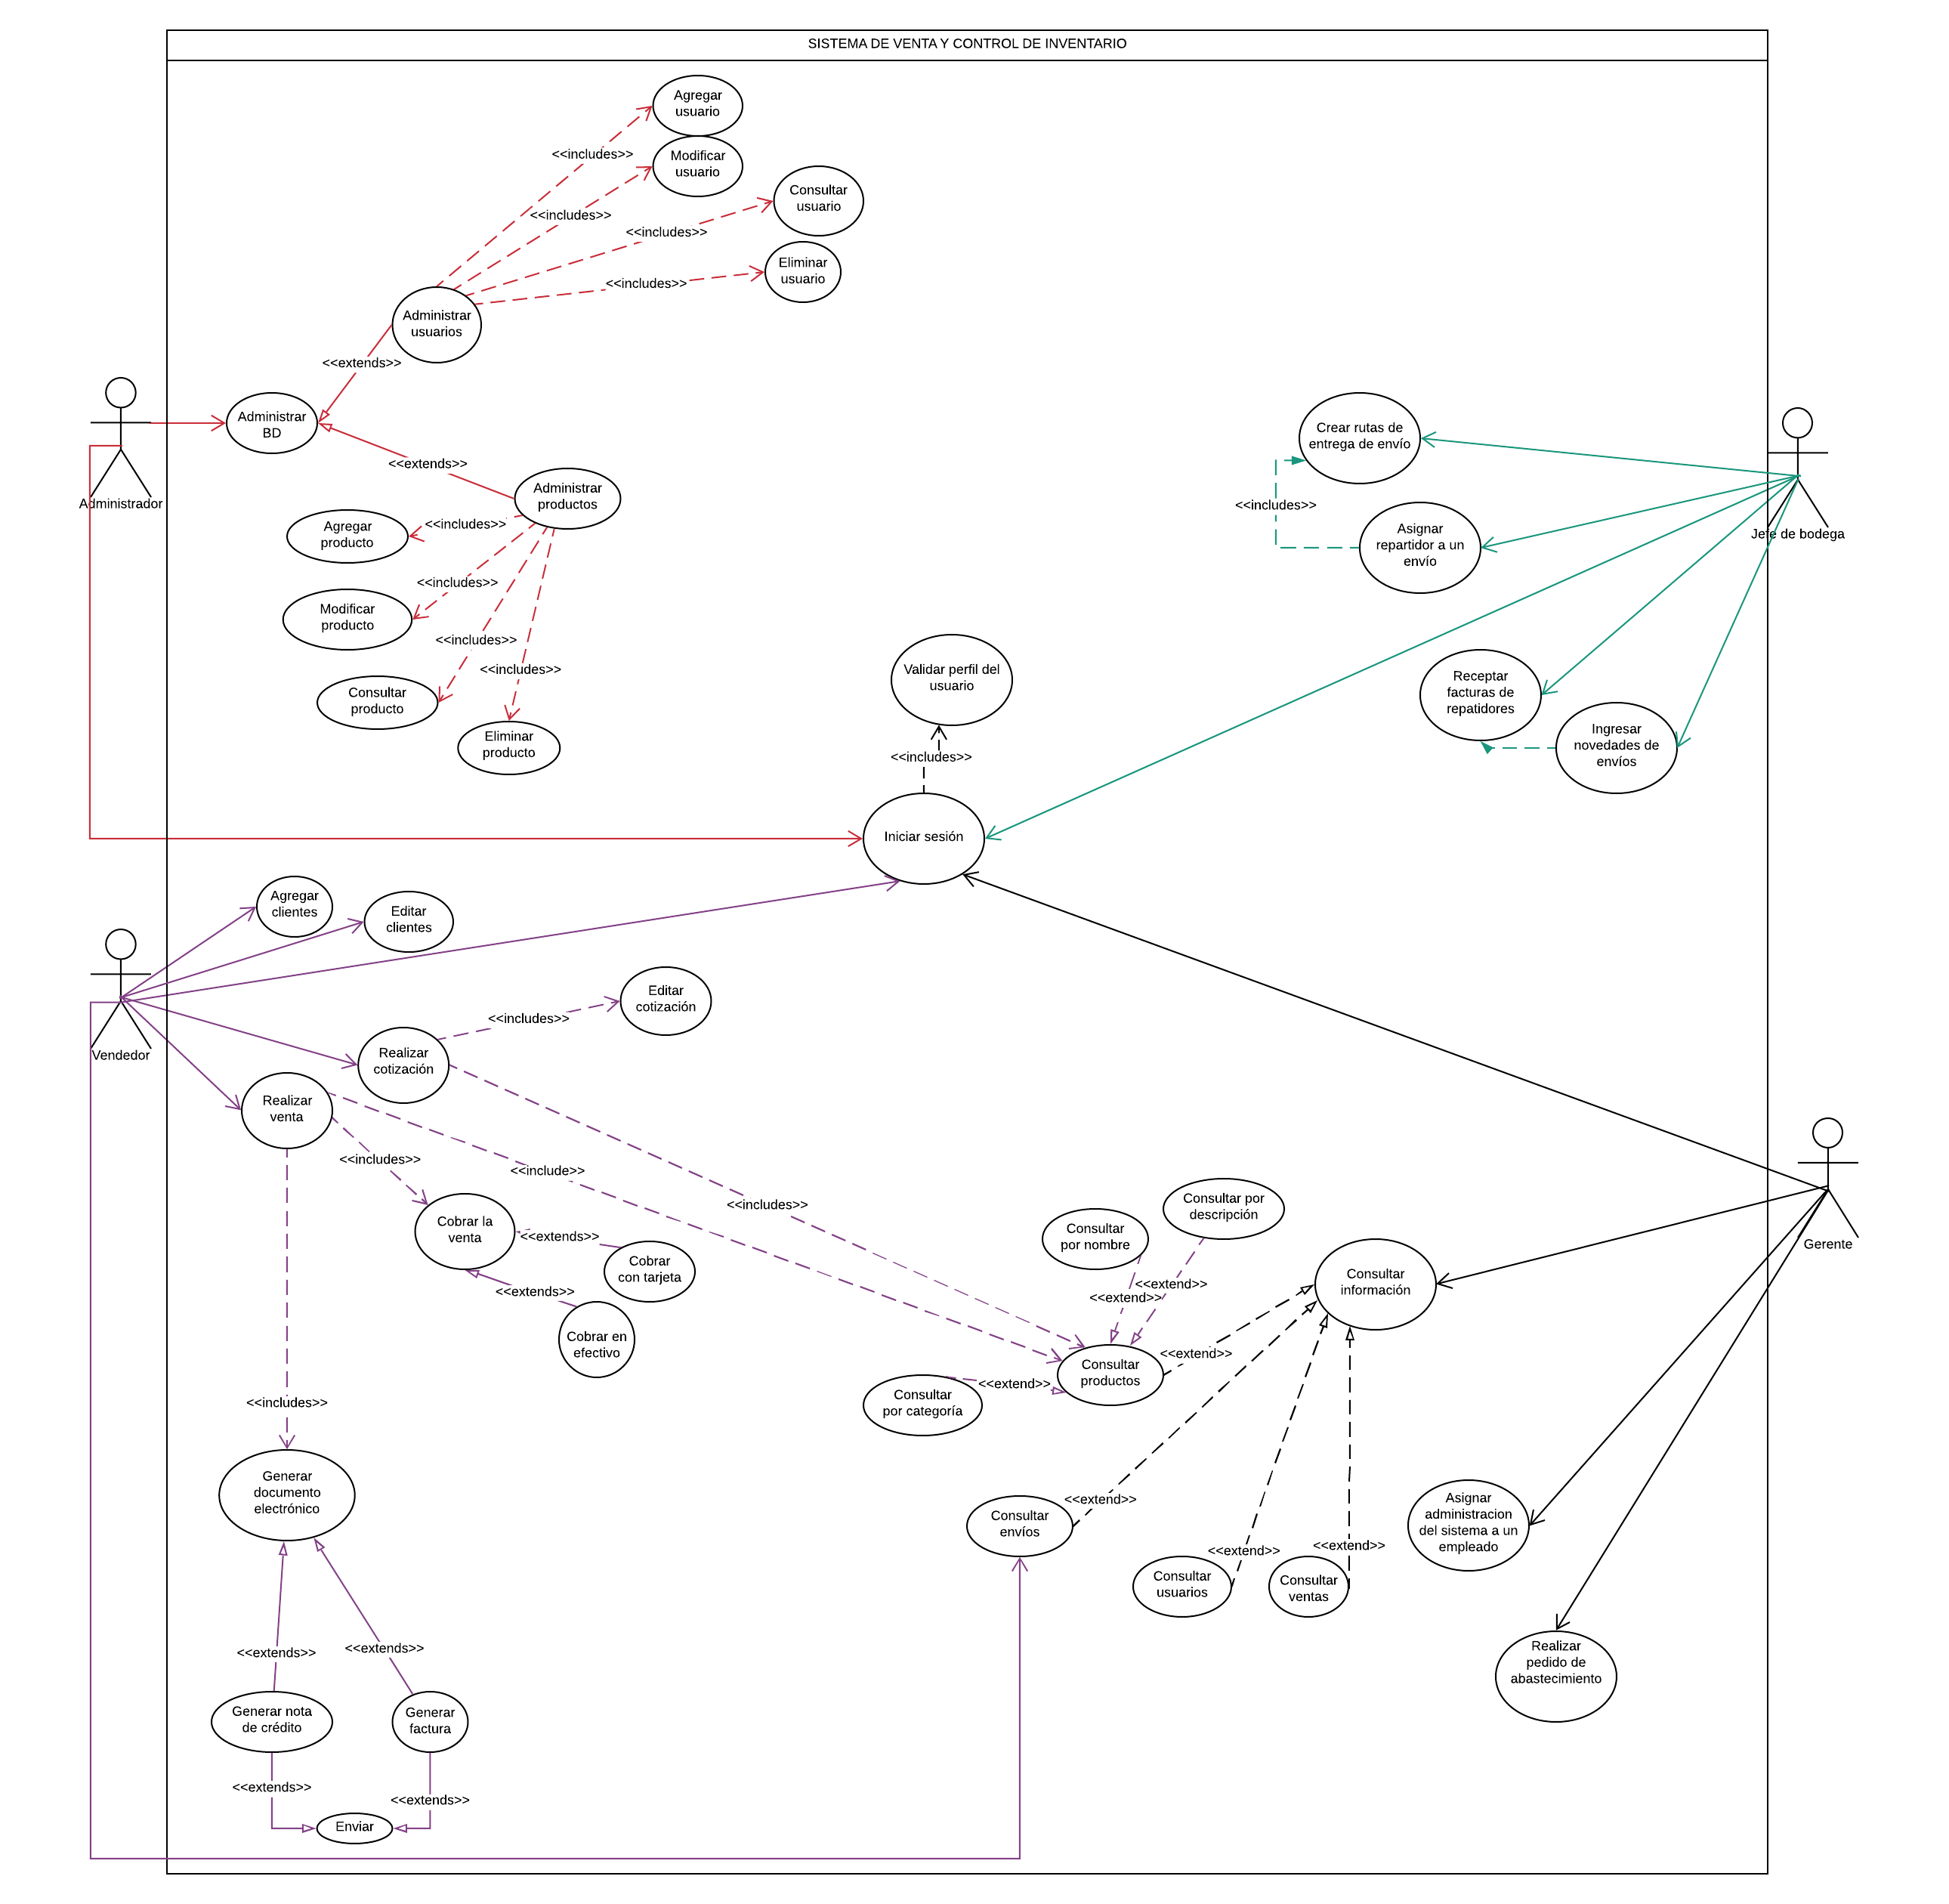 SISTEMA DE VENTA Y CONTROL DE INVENTARIO
Agregar
usuario
<<includes>>
Modificar
usuario
<<includes>>
Consultar
usuario
<<includes>>
Eliminar
usuario
<<includes>>
Administrar
usuarios
<<extends>>
Administrar
BD
Administrador
<<extends>>
Administrar
productos
Agregar
producto
<<includes>>
Modificar
producto
<<includes>>
Consultar
producto
<<includes>>
Eliminar
producto
<<includes>>
Crear rutas de
entrega de envío
<<includes>>
Asignar
repartidor a un
envío
Jefe de bodega
Receptar
facturas de
repatidores
Ingresar
novedades de
envíos
Validar perfil del
usuario
<<includes>>
Iniciar sesión
Agregar
clientes
Editar
clientes
Vendedor
Editar
cotización
<<includes>>
Realizar
cotización
Realizar
venta
<<includes>>
<<include>>
<<includes>>
Cobrar la
venta
<<extends>>
Cobrar
con tarjeta
<<extends>>
Cobrar en
efectivo
Consultar
por nombre
Consultar por
descripción
<<extend>>
<<extend>>
Consultar
información
Gerente
Consultar
productos
<<extend>>
Consultar
por categoría
<<extend>>
<<includes>>
Generar
documento
electrónico
Consultar
envíos
<<extend>>
Consultar
usuarios
<<extend>>
Consultar
ventas
<<extend>>
Asignar
administracion
del sistema a un
empleado
Realizar
pedido de
abastecimiento
<<extends>>
<<extends>>
Generar nota
de crédito
Generar
factura
<<extends>>
<<extends>>
Enviar